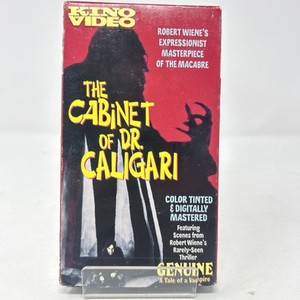 KINO
VIDEO
ROBERT WIENE'S
EXPRESSIONIST
MASTERPIECE
OF THE MACABRE
THE
CABiNET
OF DR.
CALIGARI
COLOR TINTED
& DIGITALLY
MASTERED
Featuring
Scenes from
Robert Wiene's
Rarely-Seen
Thriller
GENUINE
A Tale of a Vampire